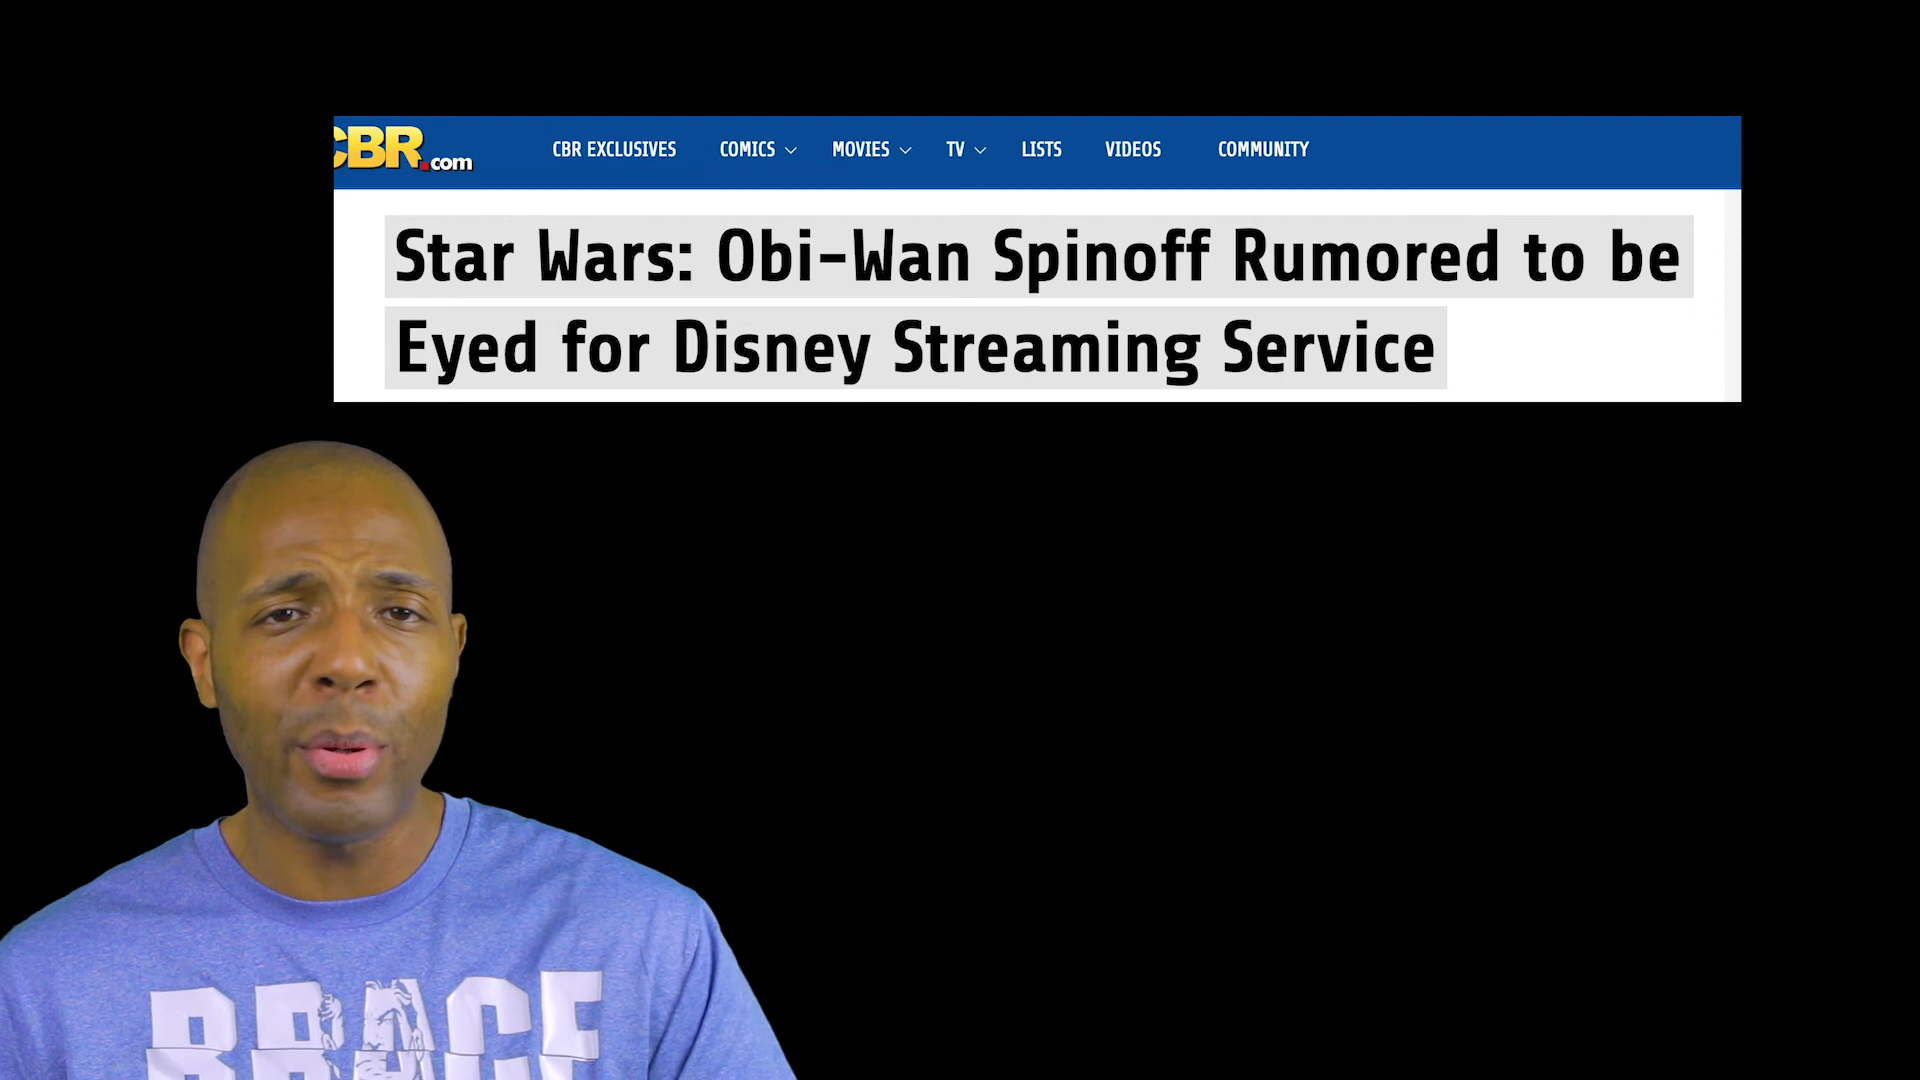 CBR.com
CBR EXCLUSIVES COMICS MOVIES TV LISTS VIDEOS COMMUNITY
Star Wars: Obi-Wan Spinoff Rumored to be
Eyed for Disney Streaming Service
BRACE